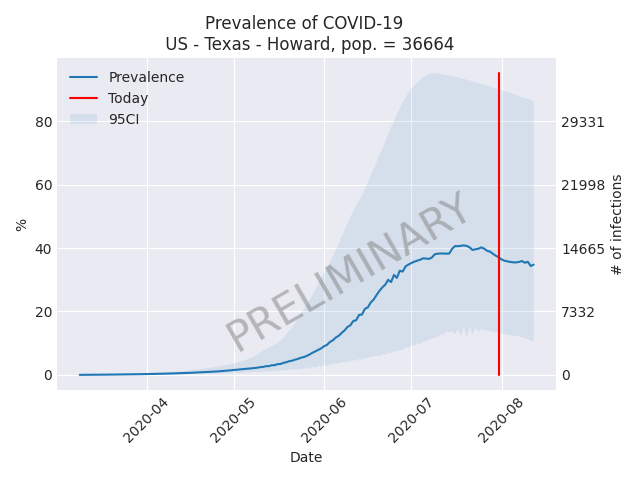 Prevalence of COVID-19
US - Texas - Howard, pop. = 36664
Prevalence
Today
95CI
80
60
40
20
0
%
29331
21998
14665
7332
0
# of infections
PRELIMINARY
2020-04
2020-05
2020-06
2020-07
2020-08
Date